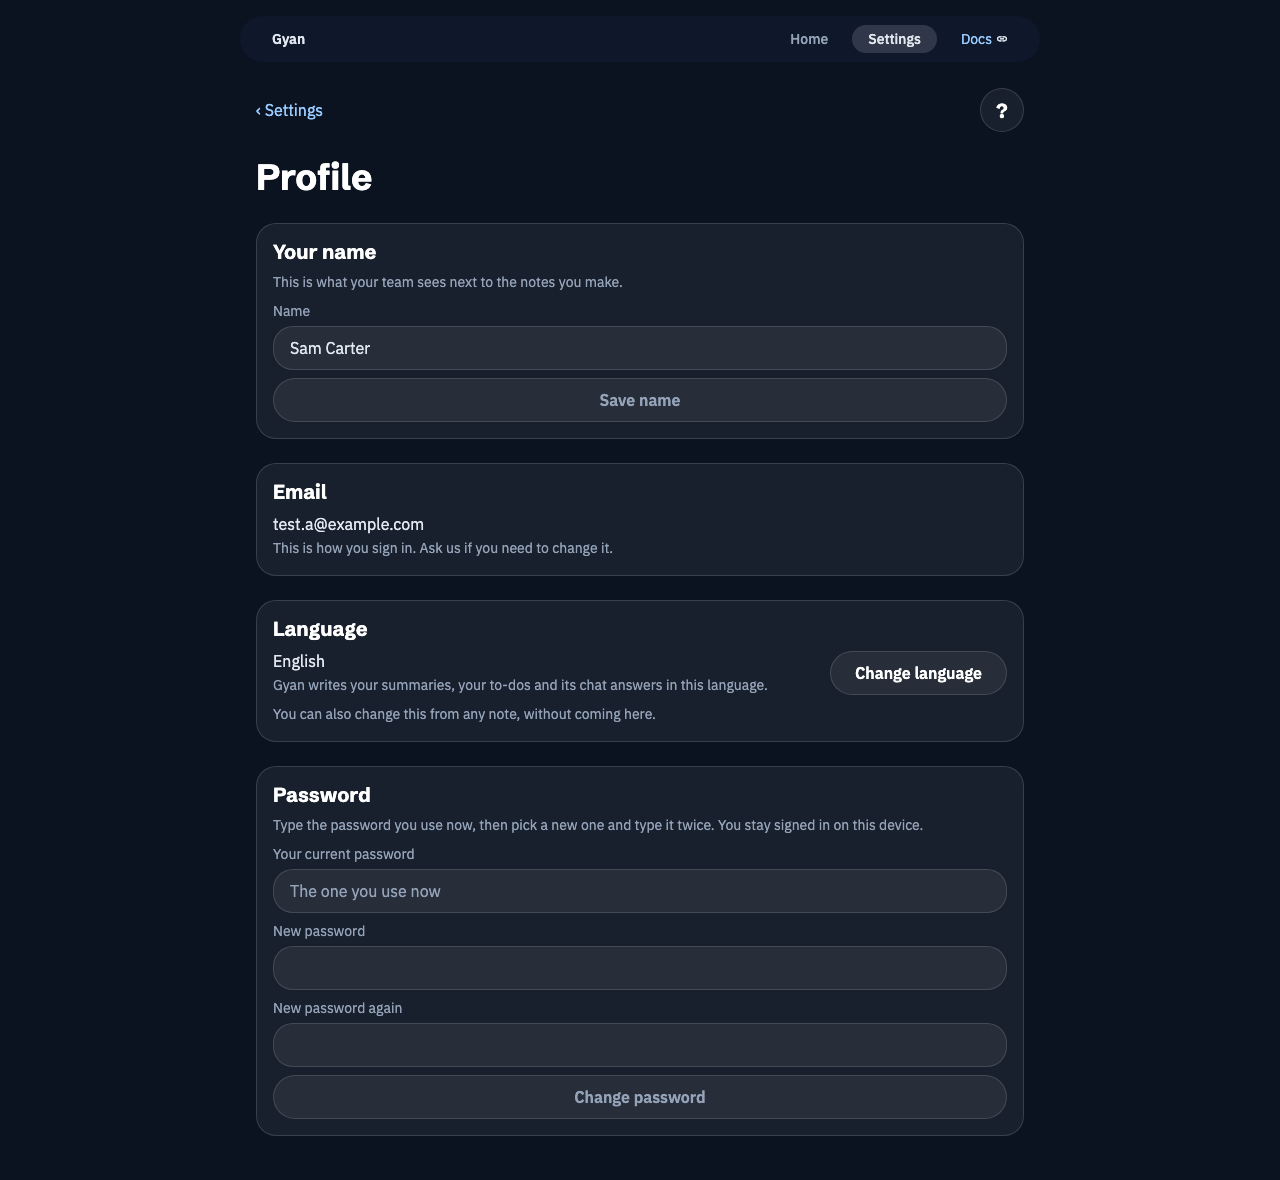 Gyan
Home
Settings
Docs
‹ Settings
?
Profile
Your name
This is what your team sees next to the notes you make.
Name
Sam Carter
Save name
Email
test.a@example.com
This is how you sign in. Ask us if you need to change it.
Language
English
Gyan writes your summaries, your to-dos and its chat answers in this language.
Change language
You can also change this from any note, without coming here.
Password
Type the password you use now, then pick a new one and type it twice. You stay signed in on this device.
Your current password
The one you use now
New password
New password again
Change password